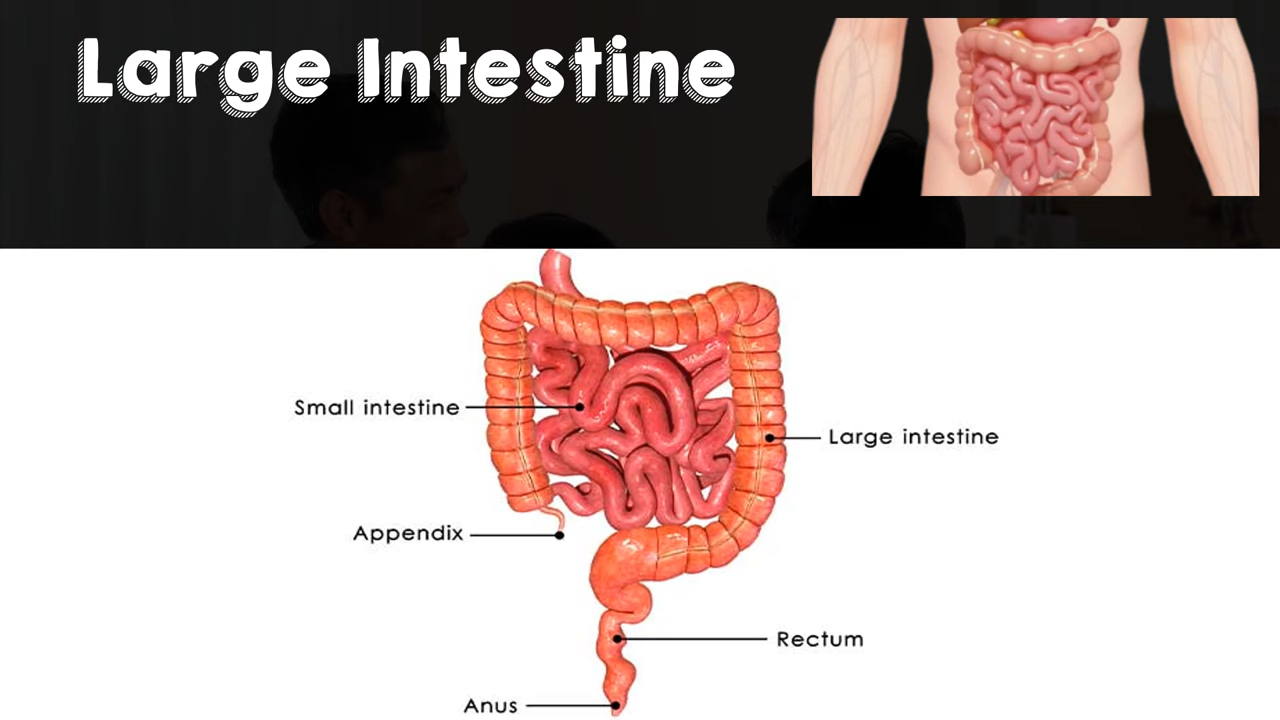 Large Intestine
Small intestine
Large intestine
Appendix
Rectum
Anus